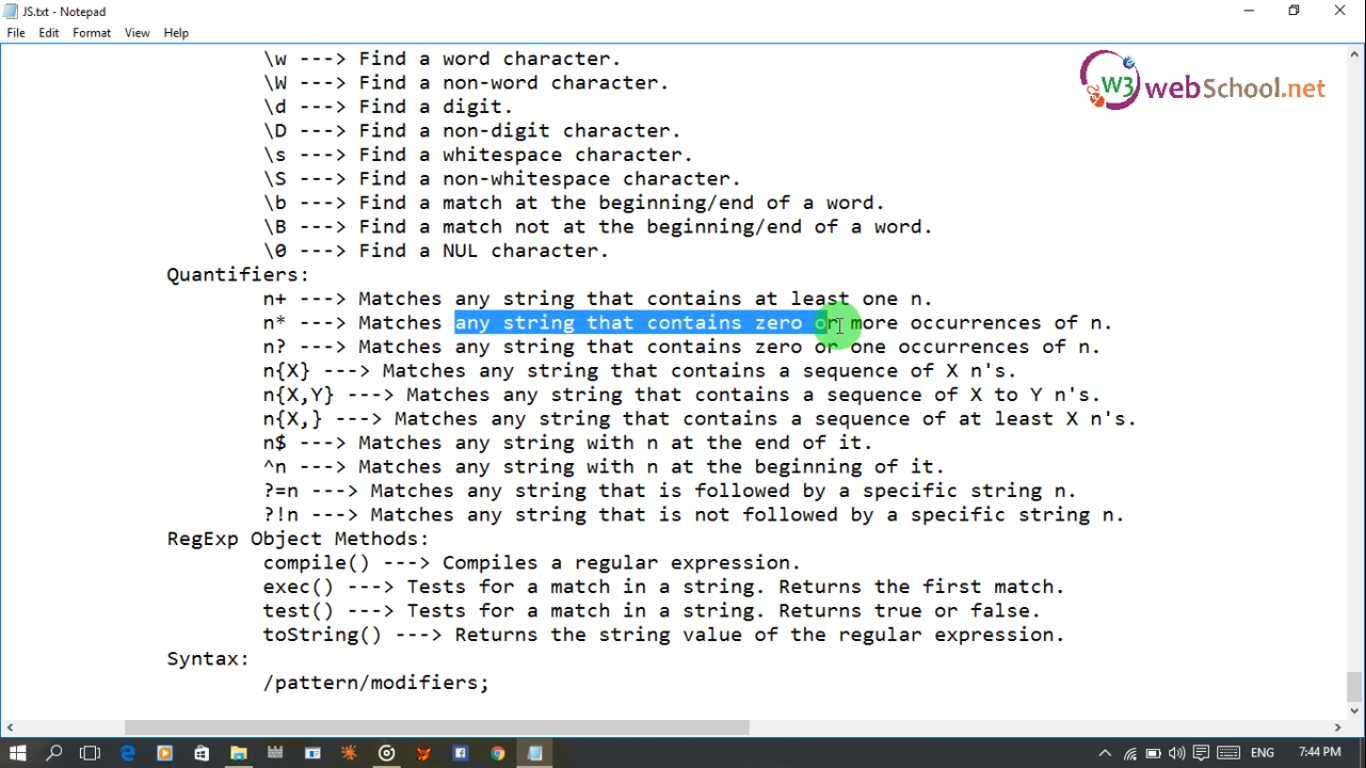 JS.txt - Notepad
File Edit Format View Help
W3webSchool.net
\w ---> Find a word character.
\W ---> Find a non-word character.
\d ---> Find a digit.
\D ---> Find a non-digit character.
\s ---> Find a whitespace character.
\S ---> Find a non-whitespace character.
\b ---> Find a match at the beginning/end of a word.
\B ---> Find a match not at the beginning/end of a word.
\0 ---> Find a NUL character.
Quantifiers:
n+ ---> Matches any string that contains at least one n.
n* ---> Matches any string that contains zero or more occurrences of n.
n? ---> Matches any string that contains zero or one occurrences of n.
n{X} ---> Matches any string that contains a sequence of X n's.
n{X,Y} ---> Matches any string that contains a sequence of X to Y n's.
n{X,} ---> Matches any string that contains a sequence of at least X n's.
n$ ---> Matches any string with n at the end of it.
^n ---> Matches any string with n at the beginning of it.
?=n ---> Matches any string that is followed by a specific string n.
?!n ---> Matches any string that is not followed by a specific string n.
RegExp Object Methods:
compile() ---> Compiles a regular expression.
exec() ---> Tests for a match in a string. Returns the first match.
test() ---> Tests for a match in a string. Returns true or false.
toString() ---> Returns the string value of the regular expression.
Syntax:
/pattern/modifiers;
ENG 7:44 PM